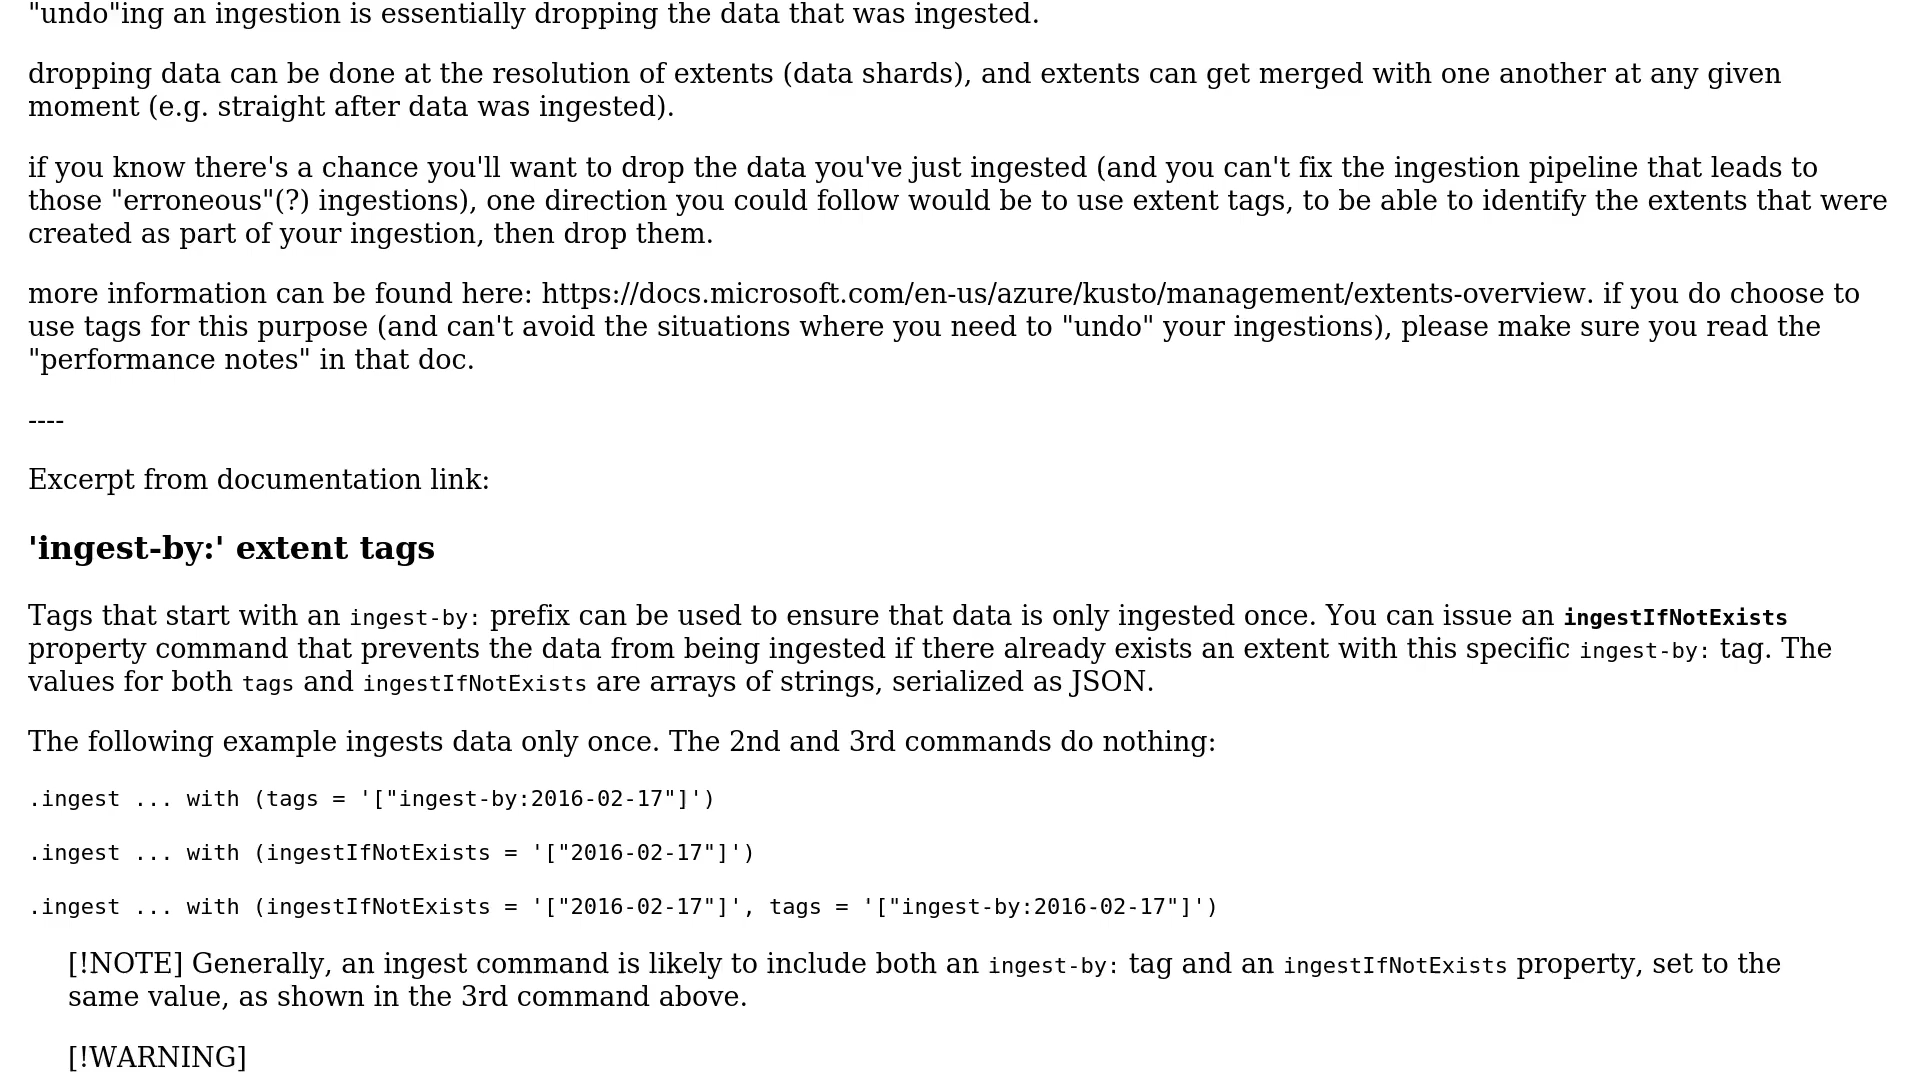 "undo"ing an ingestion is essentially dropping the data that was ingested.
dropping data can be done at the resolution of extents (data shards), and extents can get merged with one another at any given
moment (e.g. straight after data was ingested).
if you know there's a chance you'll want to drop the data you've just ingested (and you can't fix the ingestion pipeline that leads to
those "erroneous"(?) ingestions), one direction you could follow would be to use extent tags, to be able to identify the extents that were
created as part of your ingestion, then drop them.
more information can be found here: https://docs.microsoft.com/en-us/azure/kusto/management/extents-overview. if you do choose to
use tags for this purpose (and can't avoid the situations where you need to "undo" your ingestions), please make sure you read the
"performance notes" in that doc.
----
Excerpt from documentation link:
'ingest-by:' extent tags
Tags that start with an ingest-by: prefix can be used to ensure that data is only ingested once. You can issue an ingestIfNotExists
property command that prevents the data from being ingested if there already exists an extent with this specific ingest-by: tag. The
values for both tags and ingestIfNotExists are arrays of strings, serialized as JSON.
The following example ingests data only once. The 2nd and 3rd commands do nothing:
.ingest ... with (tags = '["ingest-by:2016-02-17"]')
.ingest ... with (ingestIfNotExists = '["2016-02-17"]')
.ingest ... with (ingestIfNotExists = '["2016-02-17"]', tags = '["ingest-by:2016-02-17"]')
[!NOTE] Generally, an ingest command is likely to include both an ingest-by: tag and an ingestIfNotExists property, set to the
same value, as shown in the 3rd command above.
[!WARNING]